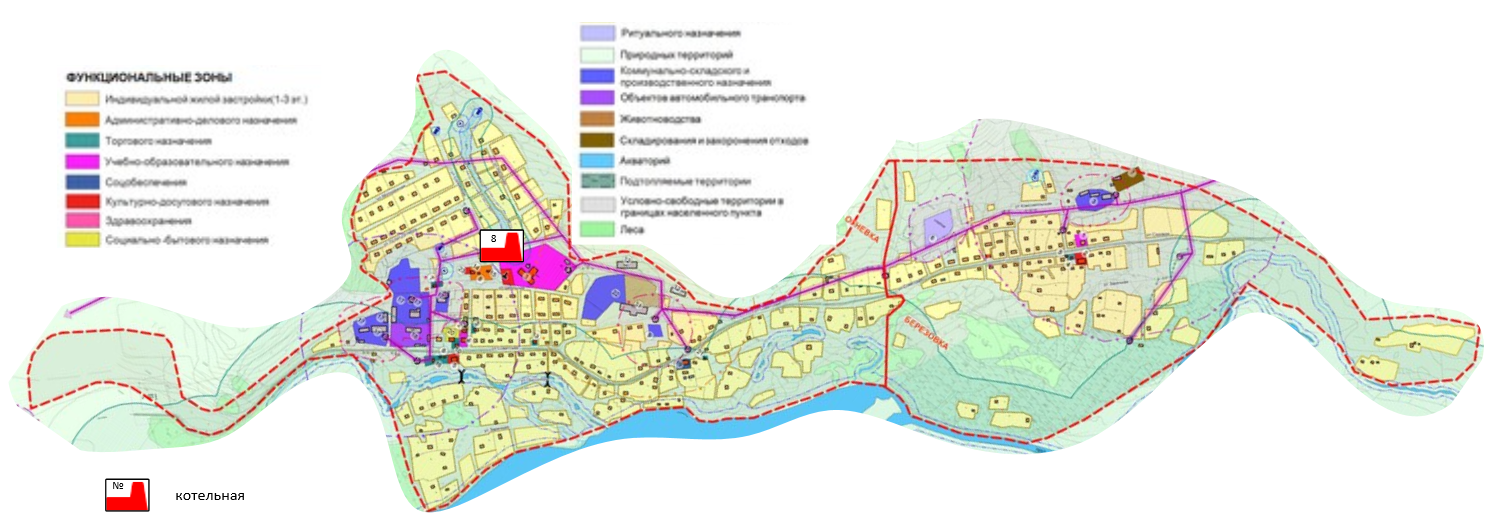 ФУНКЦИОНАЛЬНЫЕ ЗОНЫ
Индивидуальной жилой застройки(1-3 эт.)
Административно-делового назначения
Торгового назначения
Учебно-образовательного назначения
Соцобеспечения
Культурно-досугового назначения
Здравоохранения
Социально-бытового назначения
Ритуального назначения
Природных территорий
Коммунально-складского и
производственного назначения
Объектов автомобильного транспорта
Животноводства
Складирования и захоронения отходов
Акваторий
Подтопляемые территории
Условно-свободные территории в
границах населенного пункта
Леса
8
ОНЕВКА
БЕРЕЗОВКА
№
котельная